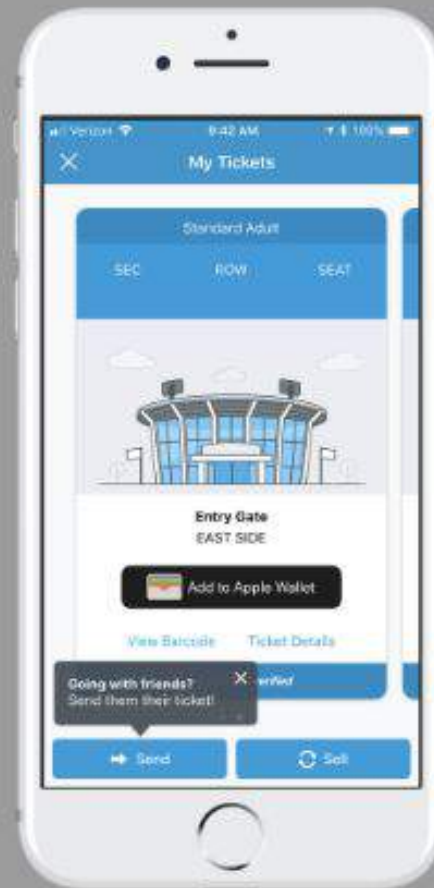 Verizon 9:42 AM 100%
My Tickets
Standard Adult
SEC ROW SEAT
Entry Gate
EAST SIDE
Add to Apple Wallet
View Barcode Ticket Details
Going with friends?
Send them their ticket!
Send Sell